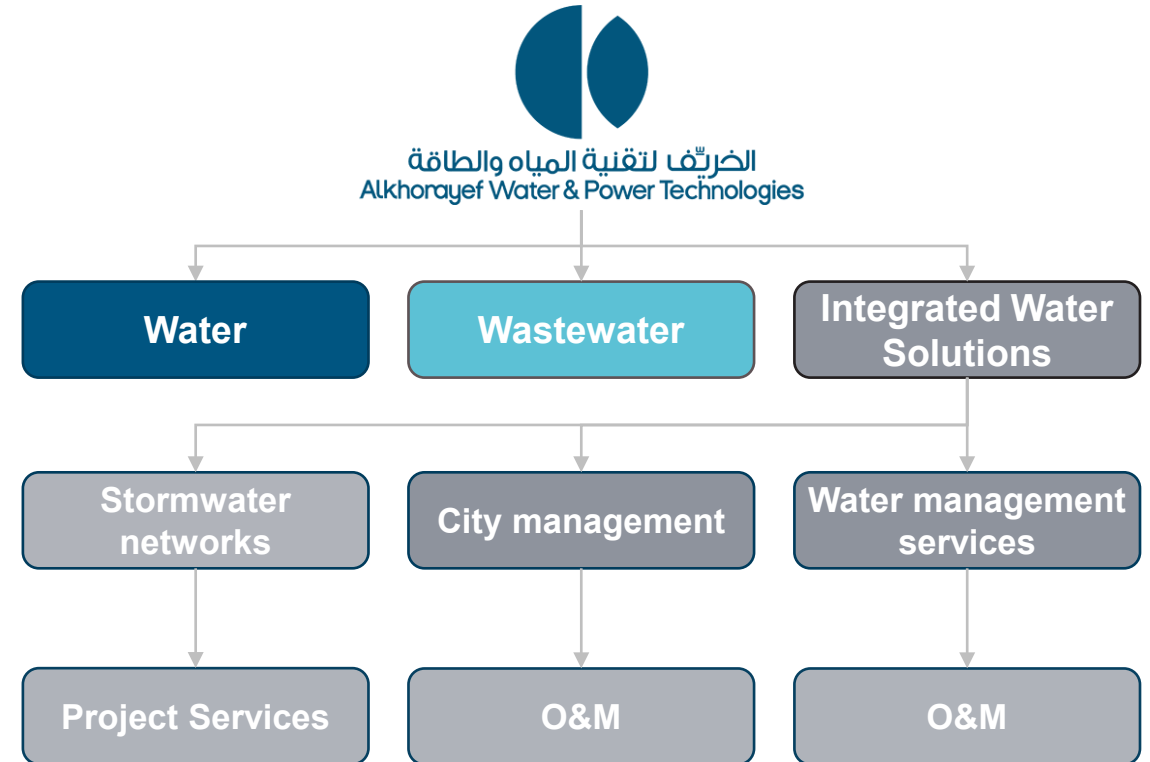 الخريّف لتقنية المياه والطاقة
Alkhorayef Water & Power Technologies
Water
Wastewater
Integrated Water
Solutions
Stormwater
networks
City management
Water management
services
Project Services
O&M
O&M